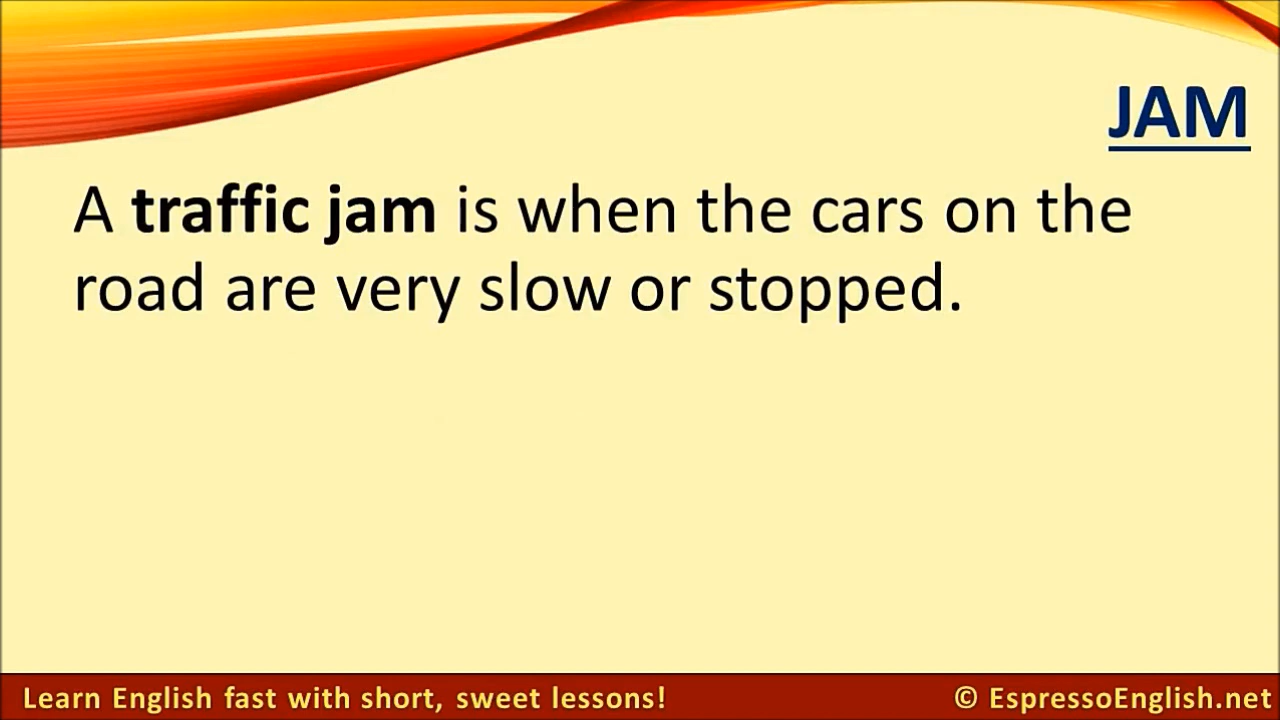 JAM
A traffic jam is when the cars on the
road are very slow or stopped.
Learn English fast with short, sweet lessons!
© EspressoEnglish.net